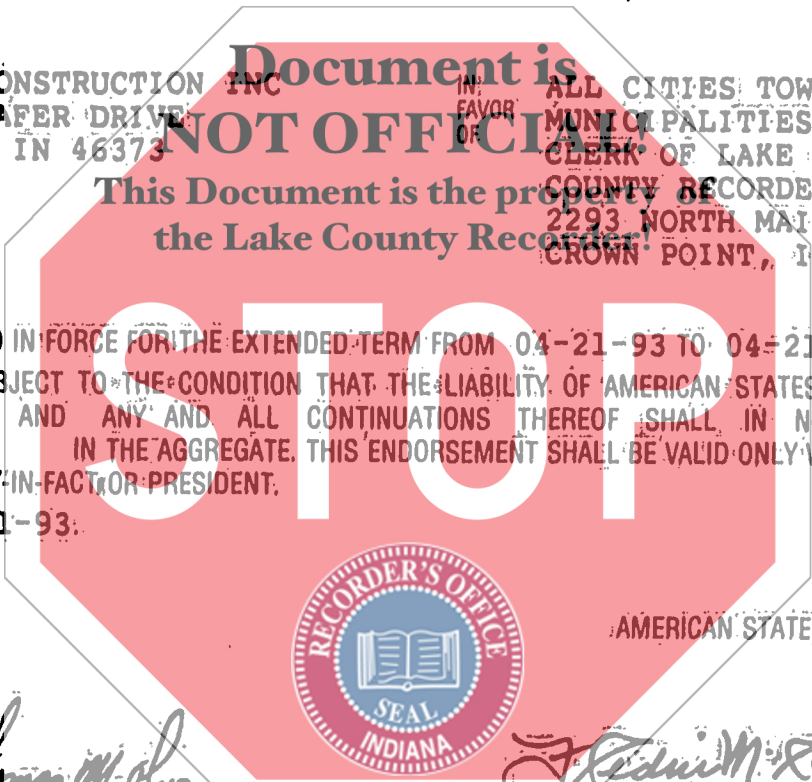 Document is
NOT OFFICIAL!
This Document is the property of
the Lake County Recorder!
STOP
ONSTRUCTION INC
AFER DRIVE
IN 46373
IN
FAVOR
OF
ALL CITIES TOW
MUNICIPALITIES
CLERK OF LAKE
COUNTY RECORDE
2293 NORTH MAI
CROWN POINT, I
IN FORCE FOR THE EXTENDED TERM FROM 04-21-93 TO 04-21
BJECT TO THE CONDITION THAT THE LIABILITY OF AMERICAN STATES
AND ANY AND ALL CONTINUATIONS THEREOF SHALL IN N
IN THE AGGREGATE. THIS ENDORSEMENT SHALL BE VALID ONLY W
-IN-FACT OR PRESIDENT.
1-93.
AMERICAN STATE
RECORDER'S OFFICE
SEAL
INDIANA